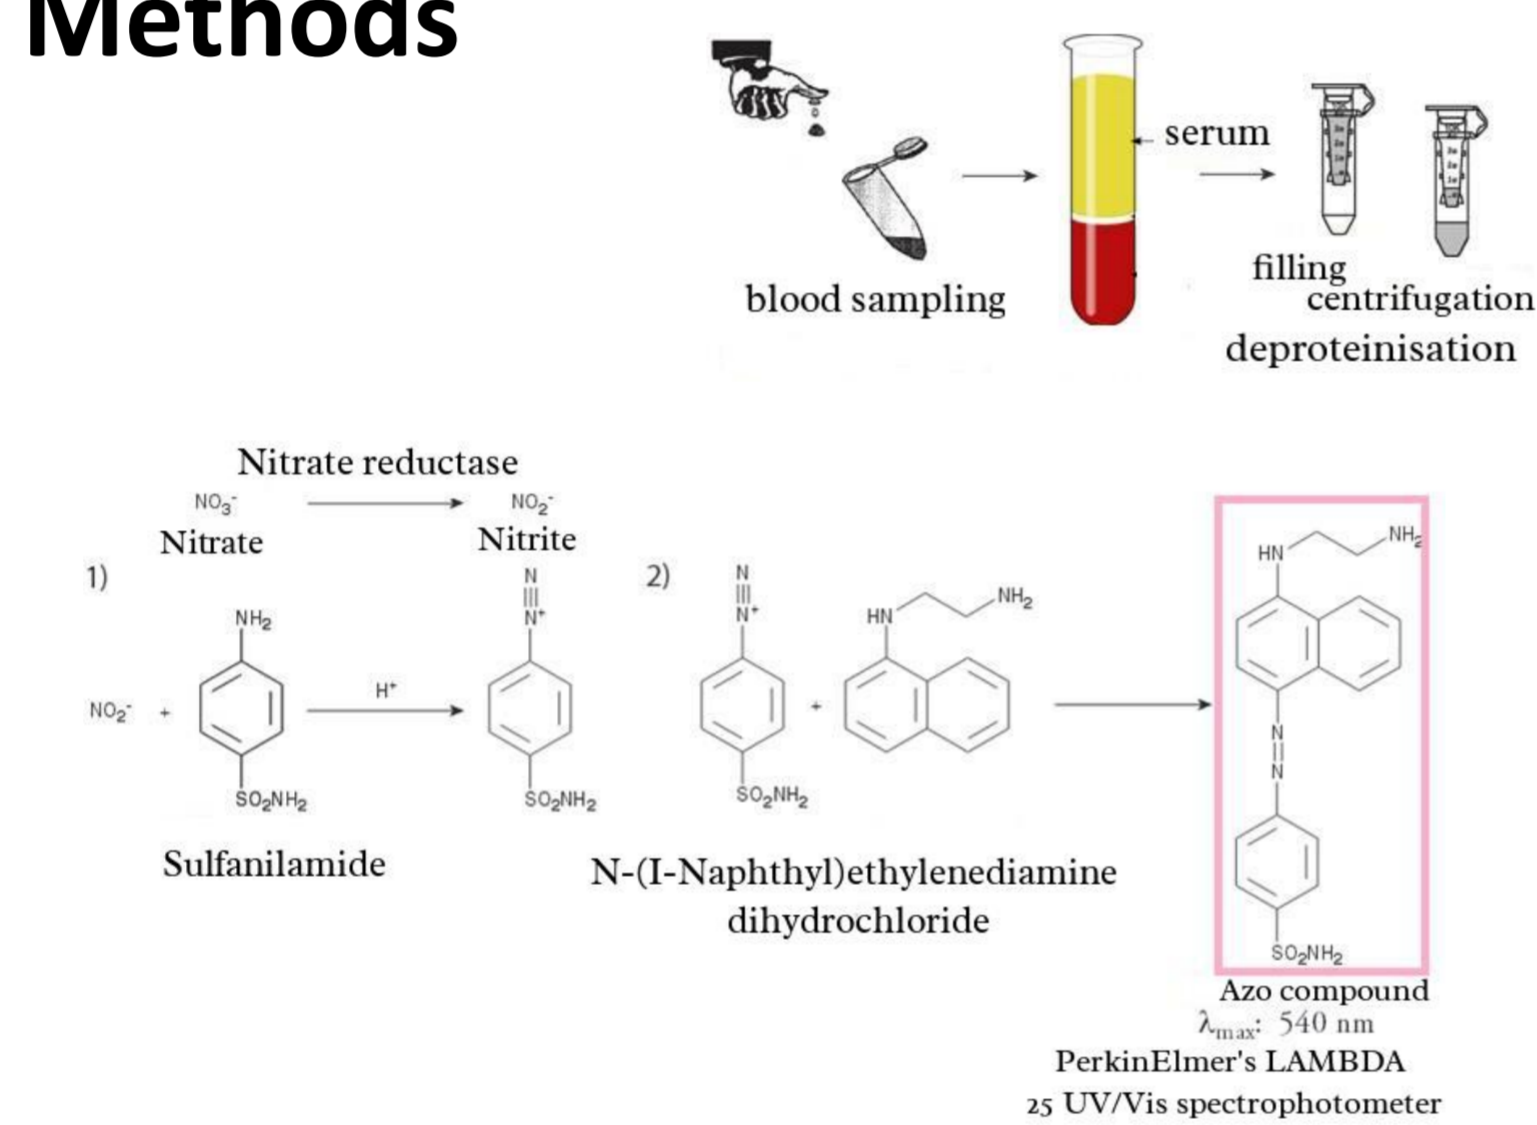 Methods
serum
blood sampling
filling
centrifugation
deproteinisation
Nitrate reductase
NO₃⁻ NO₂⁻
Nitrate Nitrite
1)
NH₂
NO₂⁻ +
SO₂NH₂
H⁺
N
N⁺
SO₂NH₂
Sulfanilamide
2)
N
N⁺
SO₂NH₂
+
HN NH₂
N-(I-Naphthyl)ethylenediamine
dihydrochloride
HN NH₂
N
N
SO₂NH₂
Azo compound
λmax: 540 nm
PerkinElmer's LAMBDA
25 UV/Vis spectrophotometer